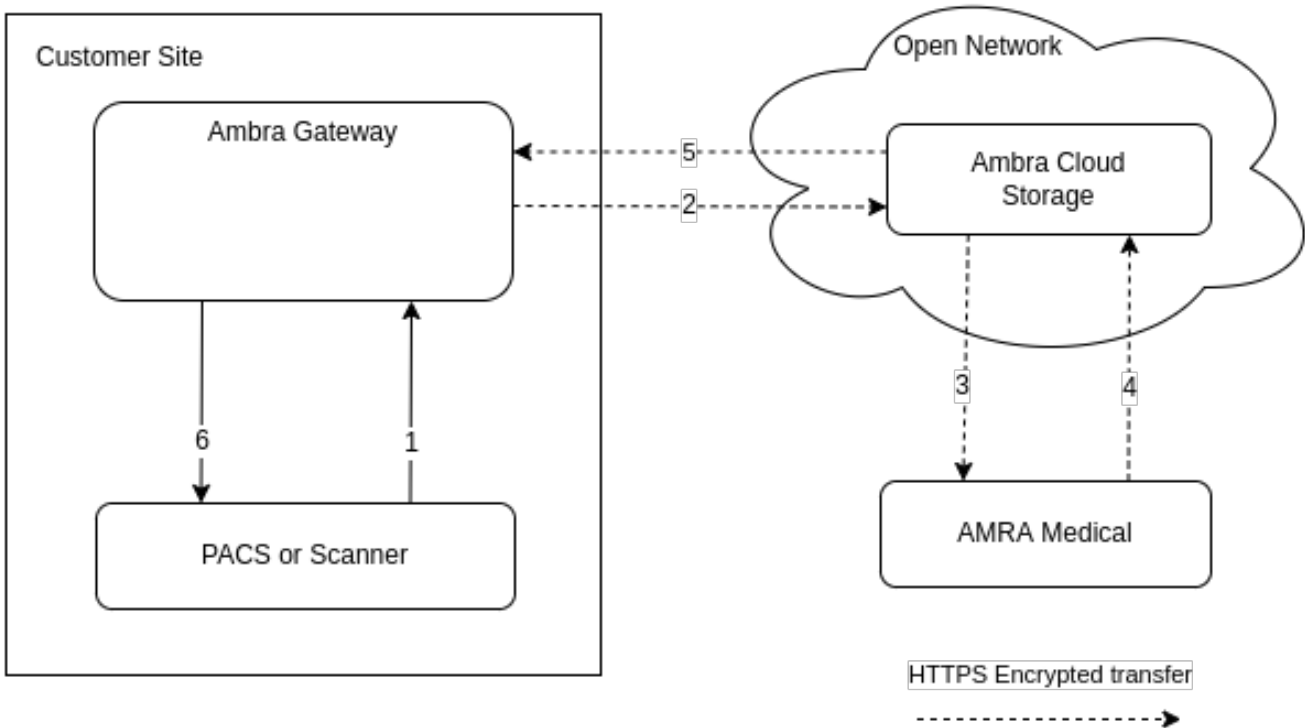 Customer Site
Open Network
Ambra Gateway
5
Ambra Cloud
Storage
2
3
4
6
1
PACS or Scanner
AMRA Medical
HTTPS Encrypted transfer